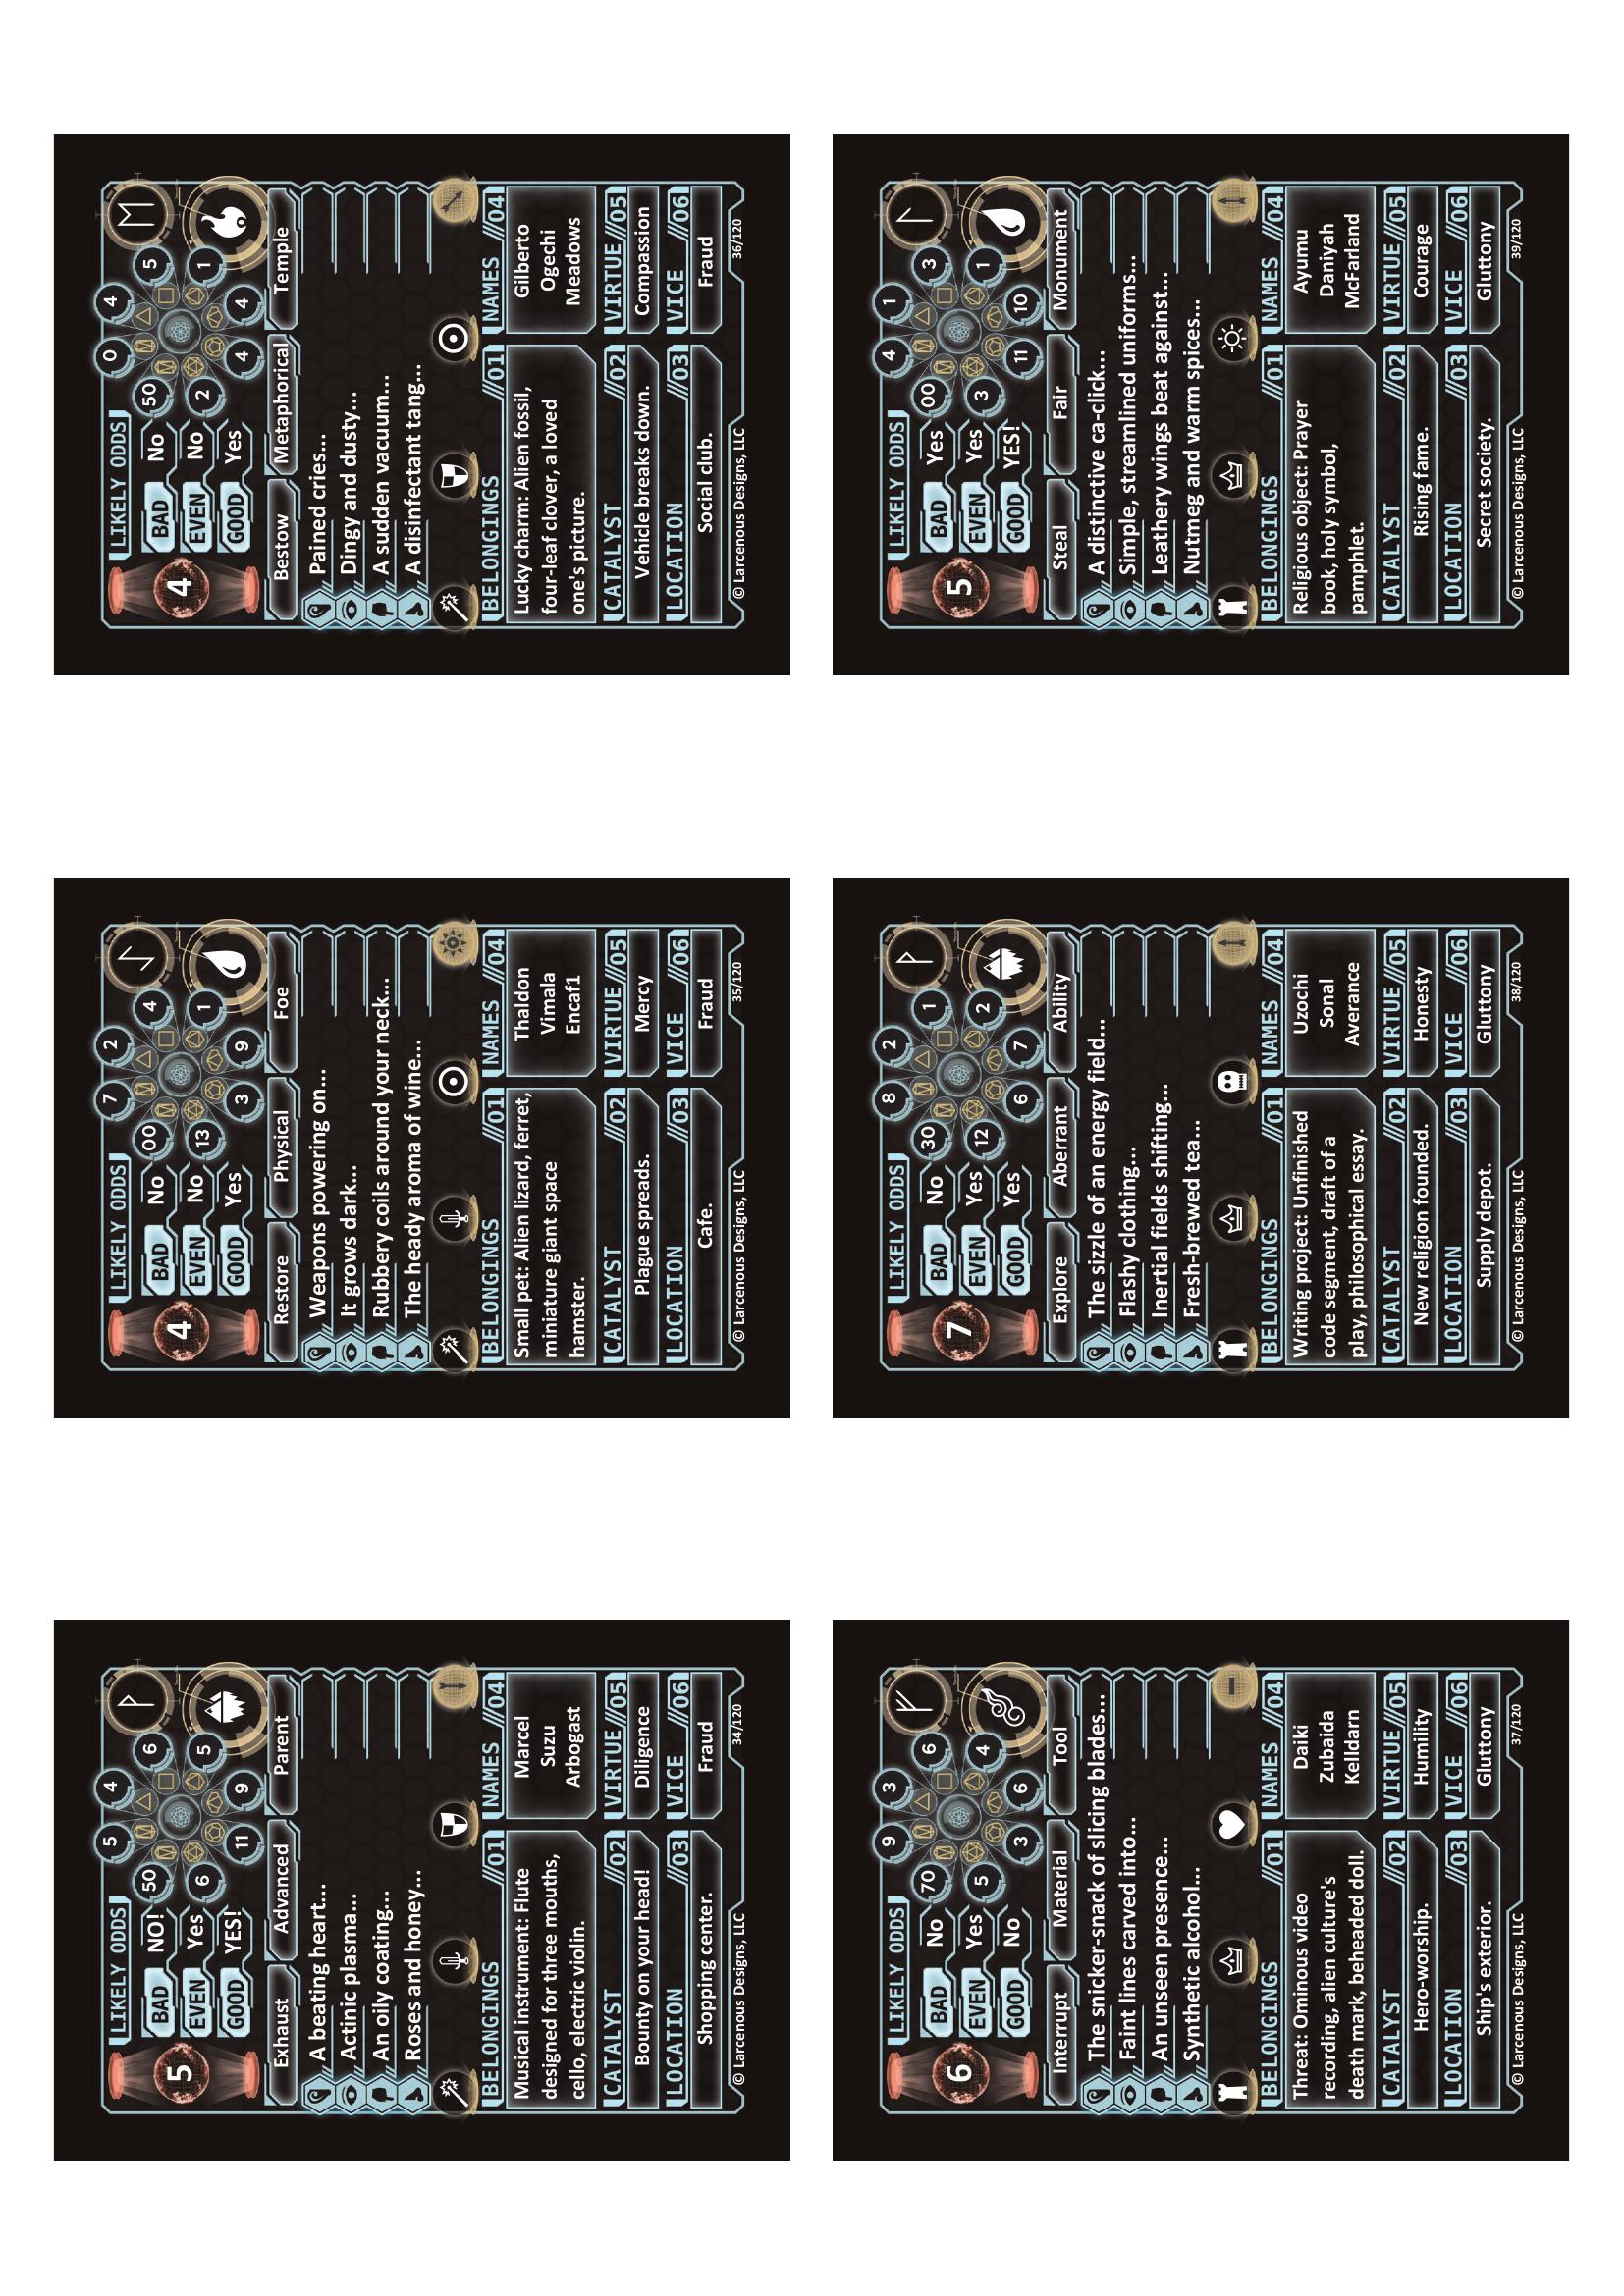 LIKELY ODDS 5 4
BAD NO! 50 6
5 EVEN Yes 6 5
GOOD YES! 11 9
Exhaust Advanced Parent
A beating heart...
Actinic plasma...
An oily coating...
Roses and honey...
BELONGINGS //01 NAMES //04
Musical instrument: Flute
designed for three mouths,
cello, electric violin.
Marcel
Suzu
Arbogast
CATALYST //02 VIRTUE //05
Bounty on your head! Diligence
LOCATION //03 VICE //06
Shopping center. Fraud
© Larcenous Designs, LLC 34/120
LIKELY ODDS 7 2
BAD No 00 4
4 EVEN No 13 1
GOOD Yes 3 9
Restore Physical Foe
Weapons powering on...
It grows dark...
Rubbery coils around your neck...
The heady aroma of wine...
BELONGINGS //01 NAMES //04
Small pet: Alien lizard, ferret,
miniature giant space
hamster.
Thaldon
Vimala
Encaf1
CATALYST //02 VIRTUE //05
Plague spreads. Mercy
LOCATION //03 VICE //06
Cafe. Fraud
© Larcenous Designs, LLC 35/120
LIKELY ODDS 0 4
BAD No 50 5
4 EVEN No 2 1
GOOD Yes 4 4
Bestow Metaphorical Temple
Pained cries...
Dingy and dusty...
A sudden vacuum...
A disinfectant tang...
BELONGINGS //01 NAMES //04
Lucky charm: Alien fossil,
four-leaf clover, a loved
one's picture.
Gilberto
Ogechi
Meadows
CATALYST //02 VIRTUE //05
Vehicle breaks down. Compassion
LOCATION //03 VICE //06
Social club. Fraud
© Larcenous Designs, LLC 36/120
LIKELY ODDS 9 3
BAD No 70 6
6 EVEN Yes 5 4
GOOD No 3 6
Interrupt Material Tool
The snicker-snack of slicing blades...
Faint lines carved into...
An unseen presence...
Synthetic alcohol...
BELONGINGS //01 NAMES //04
Threat: Ominous video
recording, alien culture's
death mark, beheaded doll.
Daiki
Zubaida
Kelldarn
CATALYST //02 VIRTUE //05
Hero-worship. Humility
LOCATION //03 VICE //06
Ship's exterior. Gluttony
© Larcenous Designs, LLC 37/120
LIKELY ODDS 8 2
BAD No 30 1
7 EVEN Yes 12 2
GOOD Yes 6 7
Explore Aberrant Ability
The sizzle of an energy field...
Flashy clothing...
Inertial fields shifting...
Fresh-brewed tea...
BELONGINGS //01 NAMES //04
Writing project: Unfinished
code segment, draft of a
play, philosophical essay.
Uzochi
Sonal
Averance
CATALYST //02 VIRTUE //05
New religion founded. Honesty
LOCATION //03 VICE //06
Supply depot. Gluttony
© Larcenous Designs, LLC 38/120
LIKELY ODDS 4 1
BAD Yes 00 3
5 EVEN Yes 3 1
GOOD YES! 11 10
Steal Fair Monument
A distinctive ca-click...
Simple, streamlined uniforms...
Leathery wings beat against...
Nutmeg and warm spices...
BELONGINGS //01 NAMES //04
Religious object: Prayer
book, holy symbol,
pamphlet.
Ayumu
Daniyah
McFarland
CATALYST //02 VIRTUE //05
Rising fame. Courage
LOCATION //03 VICE //06
Secret society. Gluttony
© Larcenous Designs, LLC 39/120